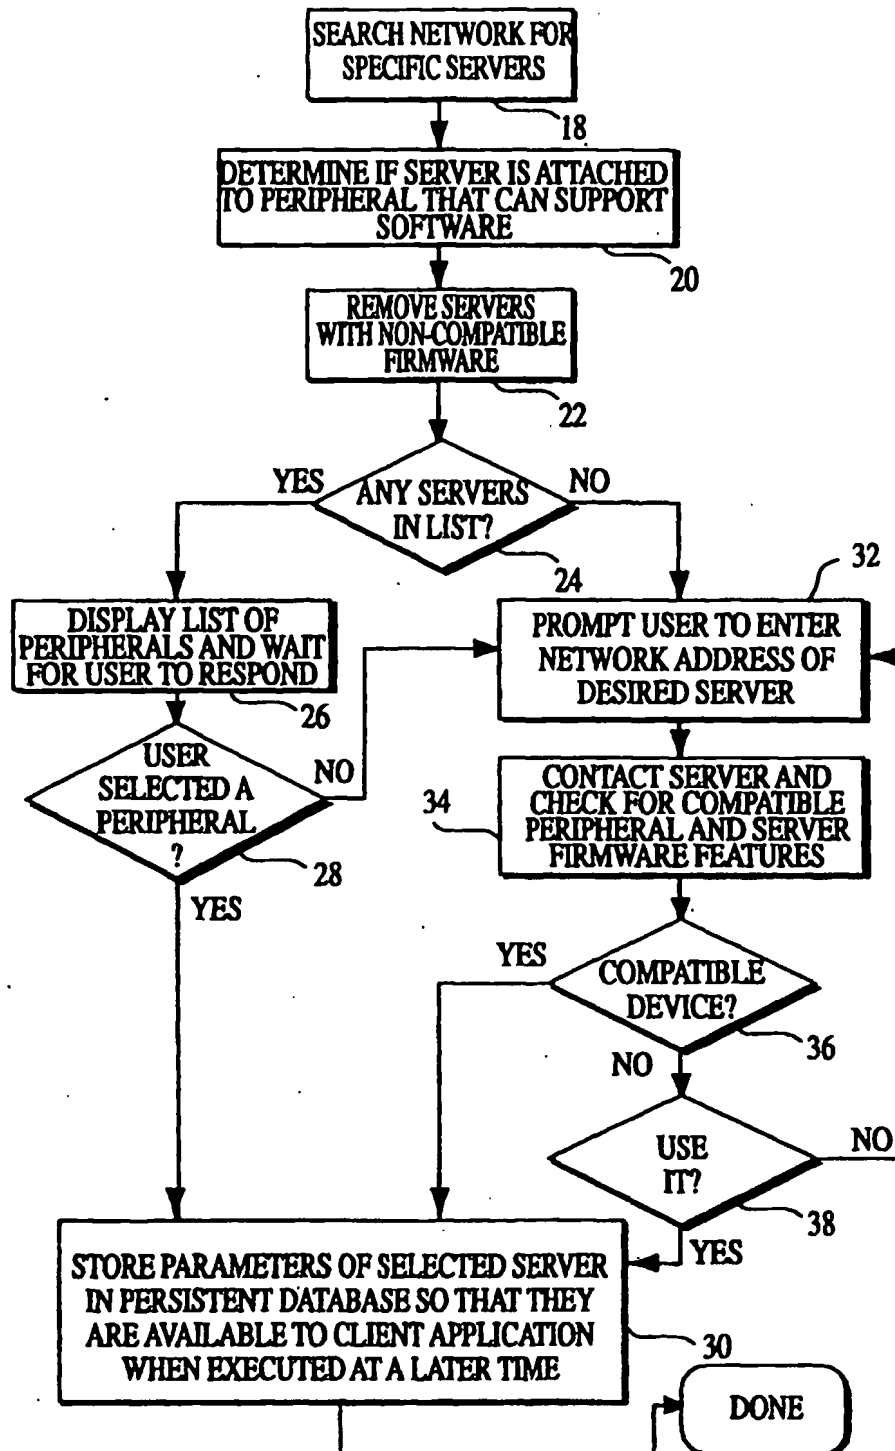 SEARCH NETWORK FOR
SPECIFIC SERVERS
18
DETERMINE IF SERVER IS ATTACHED
TO PERIPHERAL THAT CAN SUPPORT
SOFTWARE
20
REMOVE SERVERS
WITH NON-COMPATIBLE
FIRMWARE
22
YES
NO
ANY SERVERS
IN LIST?
24
32
DISPLAY LIST OF
PERIPHERALS AND WAIT
FOR USER TO RESPOND
26
PROMPT USER TO ENTER
NETWORK ADDRESS OF
DESIRED SERVER
USER
SELECTED A
PERIPHERAL
?
NO
28
YES
34
CONTACT SERVER AND
CHECK FOR COMPATIBLE
PERIPHERAL AND SERVER
FIRMWARE FEATURES
YES
COMPATIBLE
DEVICE?
36
NO
USE
IT?
NO
38
YES
STORE PARAMETERS OF SELECTED SERVER
IN PERSISTENT DATABASE SO THAT THEY
ARE AVAILABLE TO CLIENT APPLICATION
WHEN EXECUTED AT A LATER TIME
30
DONE